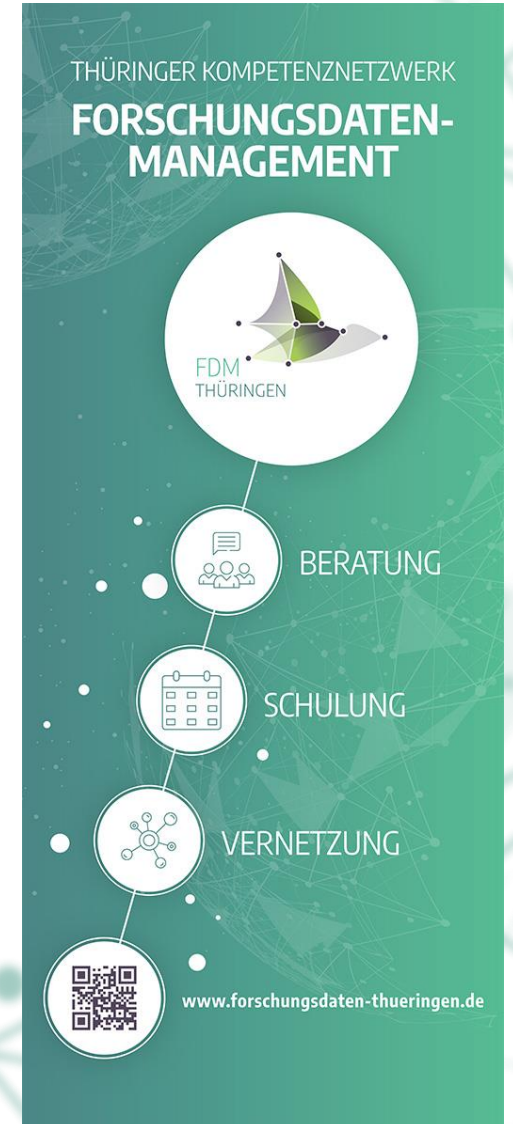 THÜRINGER KOMPETENZNETZWERK
FORSCHUNGSDATEN-
MANAGEMENT
FDM
THÜRINGEN
BERATUNG
SCHULUNG
VERNETZUNG
www.forschungsdaten-thueringen.de